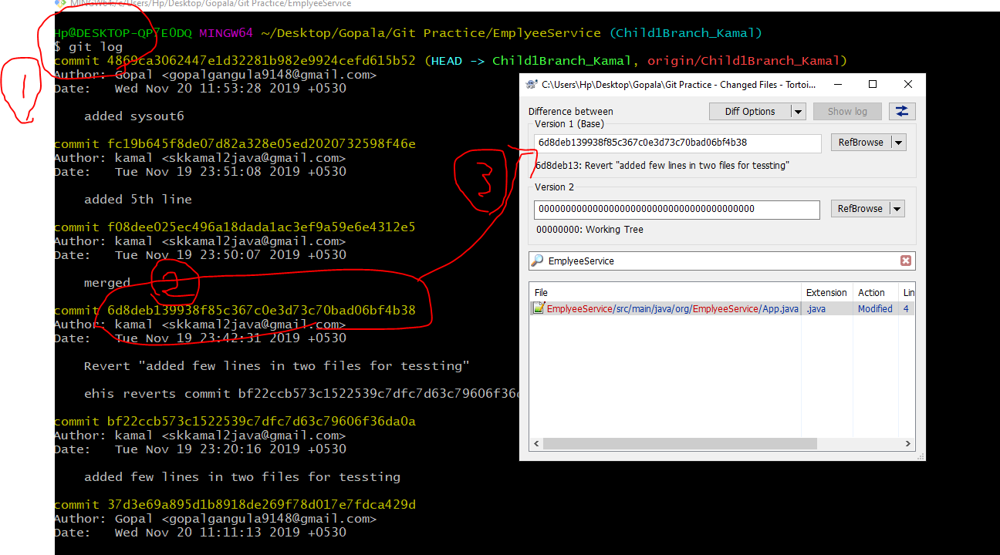 MINGW64:/c/Users/Hp/Desktop/Gopala/Git Practice/EmplyeeService
Hp@DESKTOP-QP7E0DQ MINGW64 ~/Desktop/Gopala/Git Practice/EmplyeeService (Child1Branch_Kamal)
$ git log
commit 4869ca3062447e1d32281b982e9924cefd615b52 (HEAD -> Child1Branch_Kamal, origin/Child1Branch_Kamal)
Author: Gopal <gopalgangula9148@gmail.com>
Date:   Wed Nov 20 11:53:28 2019 +0530
1
added sysout6
commit fc19b645f8de07d82a328e05ed2020732598f46e
Author: kamal <skkamal2java@gmail.com>
Date:   Tue Nov 19 23:51:08 2019 +0530
added 5th line
commit f08dee025ec496a18dada1ac3ef9a59e6e4312e5
Author: kamal <skkamal2java@gmail.com>
Date:   Tue Nov 19 23:50:07 2019 +0530
merged
2
commit 6d8deb139938f85c367c0e3d73c70bad06bf4b38
Author: kamal <skkamal2java@gmail.com>
Date:   Tue Nov 19 23:42:31 2019 +0530
Revert "added few lines in two files for tessting"
ehis reverts commit bf22ccb573c1522539c7dfc7d63c79606f36d
commit bf22ccb573c1522539c7dfc7d63c79606f36da0a
Author: kamal <skkamal2java@gmail.com>
Date:   Tue Nov 19 23:20:16 2019 +0530
added few lines in two files for tessting
commit 37d3e69a895d1b8918de269f78d017e7fdca429d
Author: Gopal <gopalgangula9148@gmail.com>
Date:   Wed Nov 20 11:11:13 2019 +0530
3
C:\Users\Hp\Desktop\Gopala\Git Practice - Changed Files - Tortoi...
Difference between
Diff Options
Show log
Version 1 (Base)
6d8deb139938f85c367c0e3d73c70bad06bf4b38
RefBrowse
6d8deb13: Revert "added few lines in two files for tessting"
Version 2
0000000000000000000000000000000000000000
RefBrowse
00000000: Working Tree
EmplyeeService
File Extension Action Lin
EmplyeeService/src/main/java/org/EmployeeService/App.java .java Modified 4